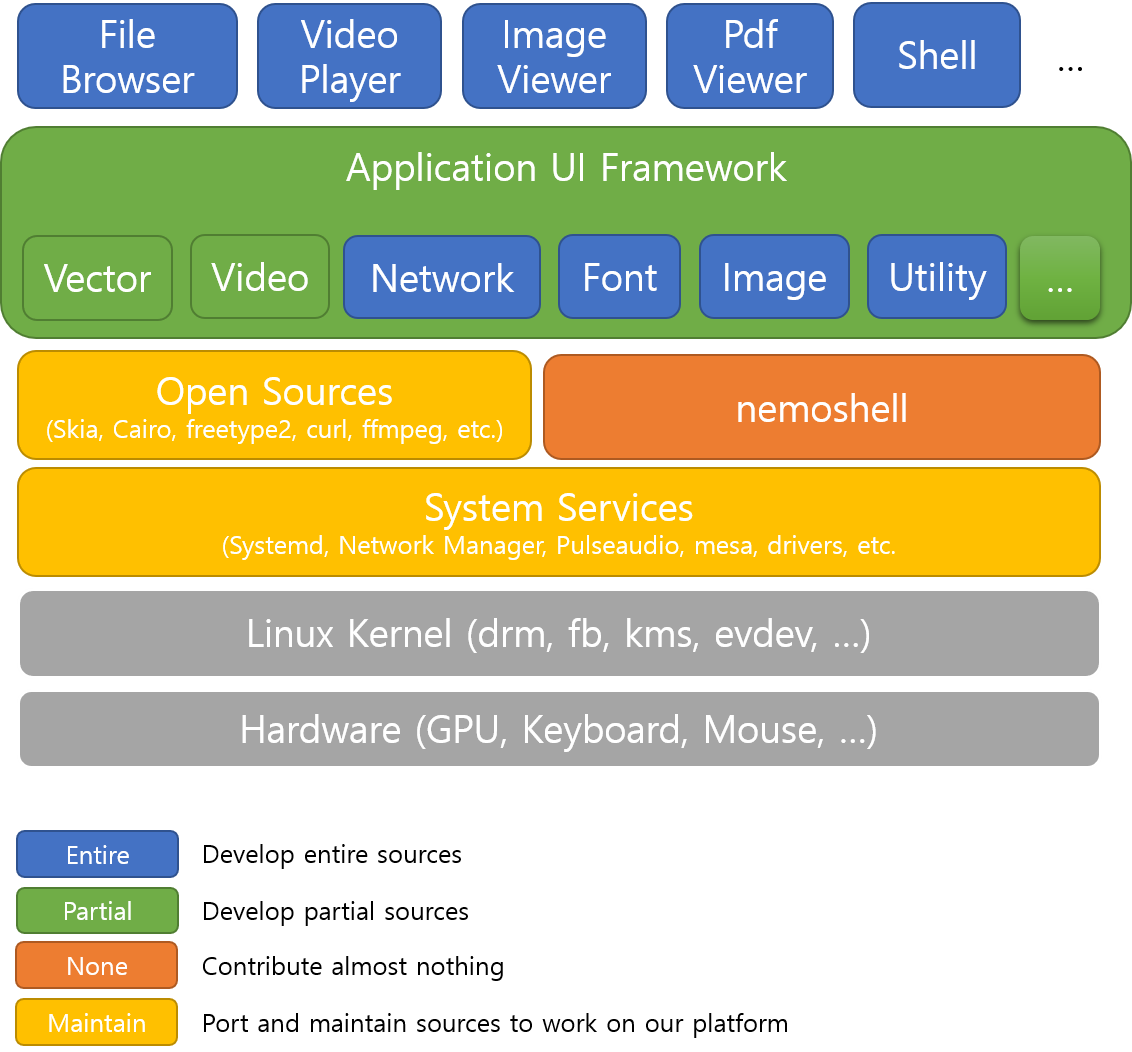 File
Browser
Video
Player
Image
Viewer
Pdf
Viewer
Shell
...
Application UI Framework
Vector
Video
Network
Font
Image
Utility
...
Open Sources
(Skia, Cairo, freetype2, curl, ffmpeg, etc.)
nemoshell
System Services
(Systemd, Network Manager, Pulseaudio, mesa, drivers, etc.
Linux Kernel (drm, fb, kms, evdev, ...)
Hardware (GPU, Keyboard, Mouse, ...)
Entire
Develop entire sources
Partial
Develop partial sources
None
Contribute almost nothing
Maintain
Port and maintain sources to work on our platform